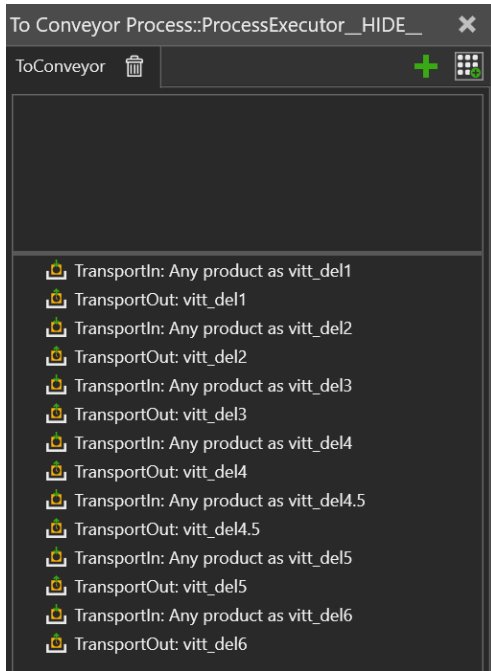 To Conveyor Process::ProcessExecutor__HIDE__
ToConveyor
TransportIn: Any product as vitt_del1
TransportOut: vitt_del1
TransportIn: Any product as vitt_del2
TransportOut: vitt_del2
TransportIn: Any product as vitt_del3
TransportOut: vitt_del3
TransportIn: Any product as vitt_del4
TransportOut: vitt_del4
TransportIn: Any product as vitt_del4.5
TransportOut: vitt_del4.5
TransportIn: Any product as vitt_del5
TransportOut: vitt_del5
TransportIn: Any product as vitt_del6
TransportOut: vitt_del6